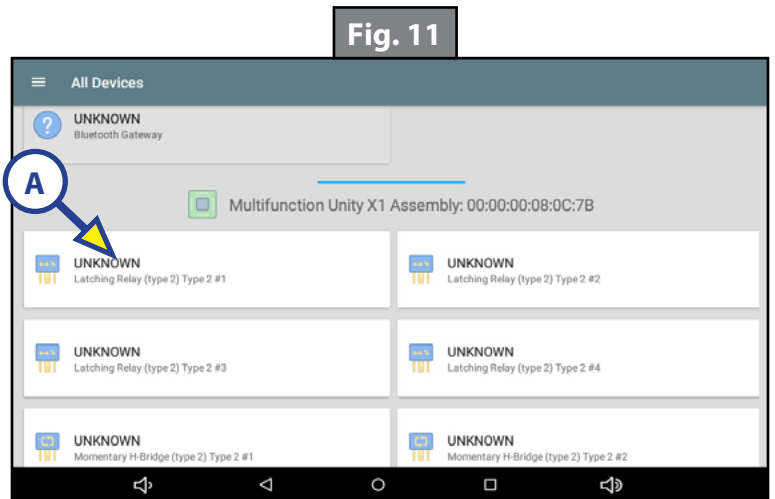 Fig. 11
All Devices
UNKNOWN
Bluetooth Gateway
A
Multifunction Unity X1 Assembly: 00:00:00:08:0C:7B
UNKNOWN
Latching Relay (type 2) Type 2 #1
UNKNOWN
Latching Relay (type 2) Type 2 #2
UNKNOWN
Latching Relay (type 2) Type 2 #3
UNKNOWN
Latching Relay (type 2) Type 2 #4
UNKNOWN
Momentary H-Bridge (type 2) Type 2 #1
UNKNOWN
Momentary H-Bridge (type 2) Type 2 #2